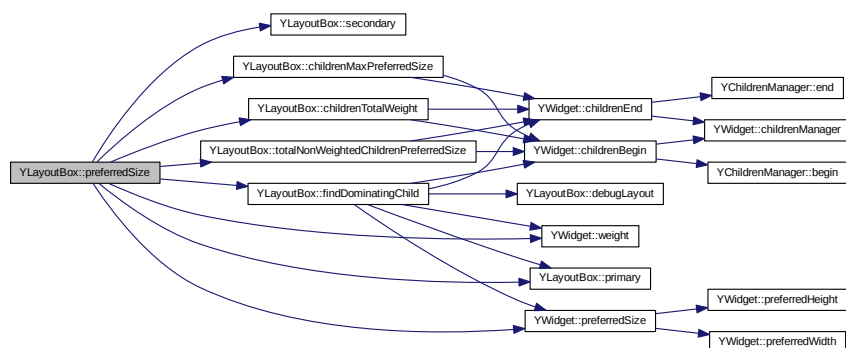 YLayoutBox::secondary
YLayoutBox::childrenMaxPreferredSize
YChildrenManager::end
YLayoutBox::childrenTotalWeight
YWidget::childrenEnd
YWidget::childrenManager
YLayoutBox::totalNonWeightedChildrenPreferredSize
YWidget::childrenBegin
YLayoutBox::preferredSize
YChildrenManager::begin
YLayoutBox::findDominatingChild
YLayoutBox::debugLayout
YWidget::weight
YLayoutBox::primary
YWidget::preferredHeight
YWidget::preferredSize
YWidget::preferredWidth